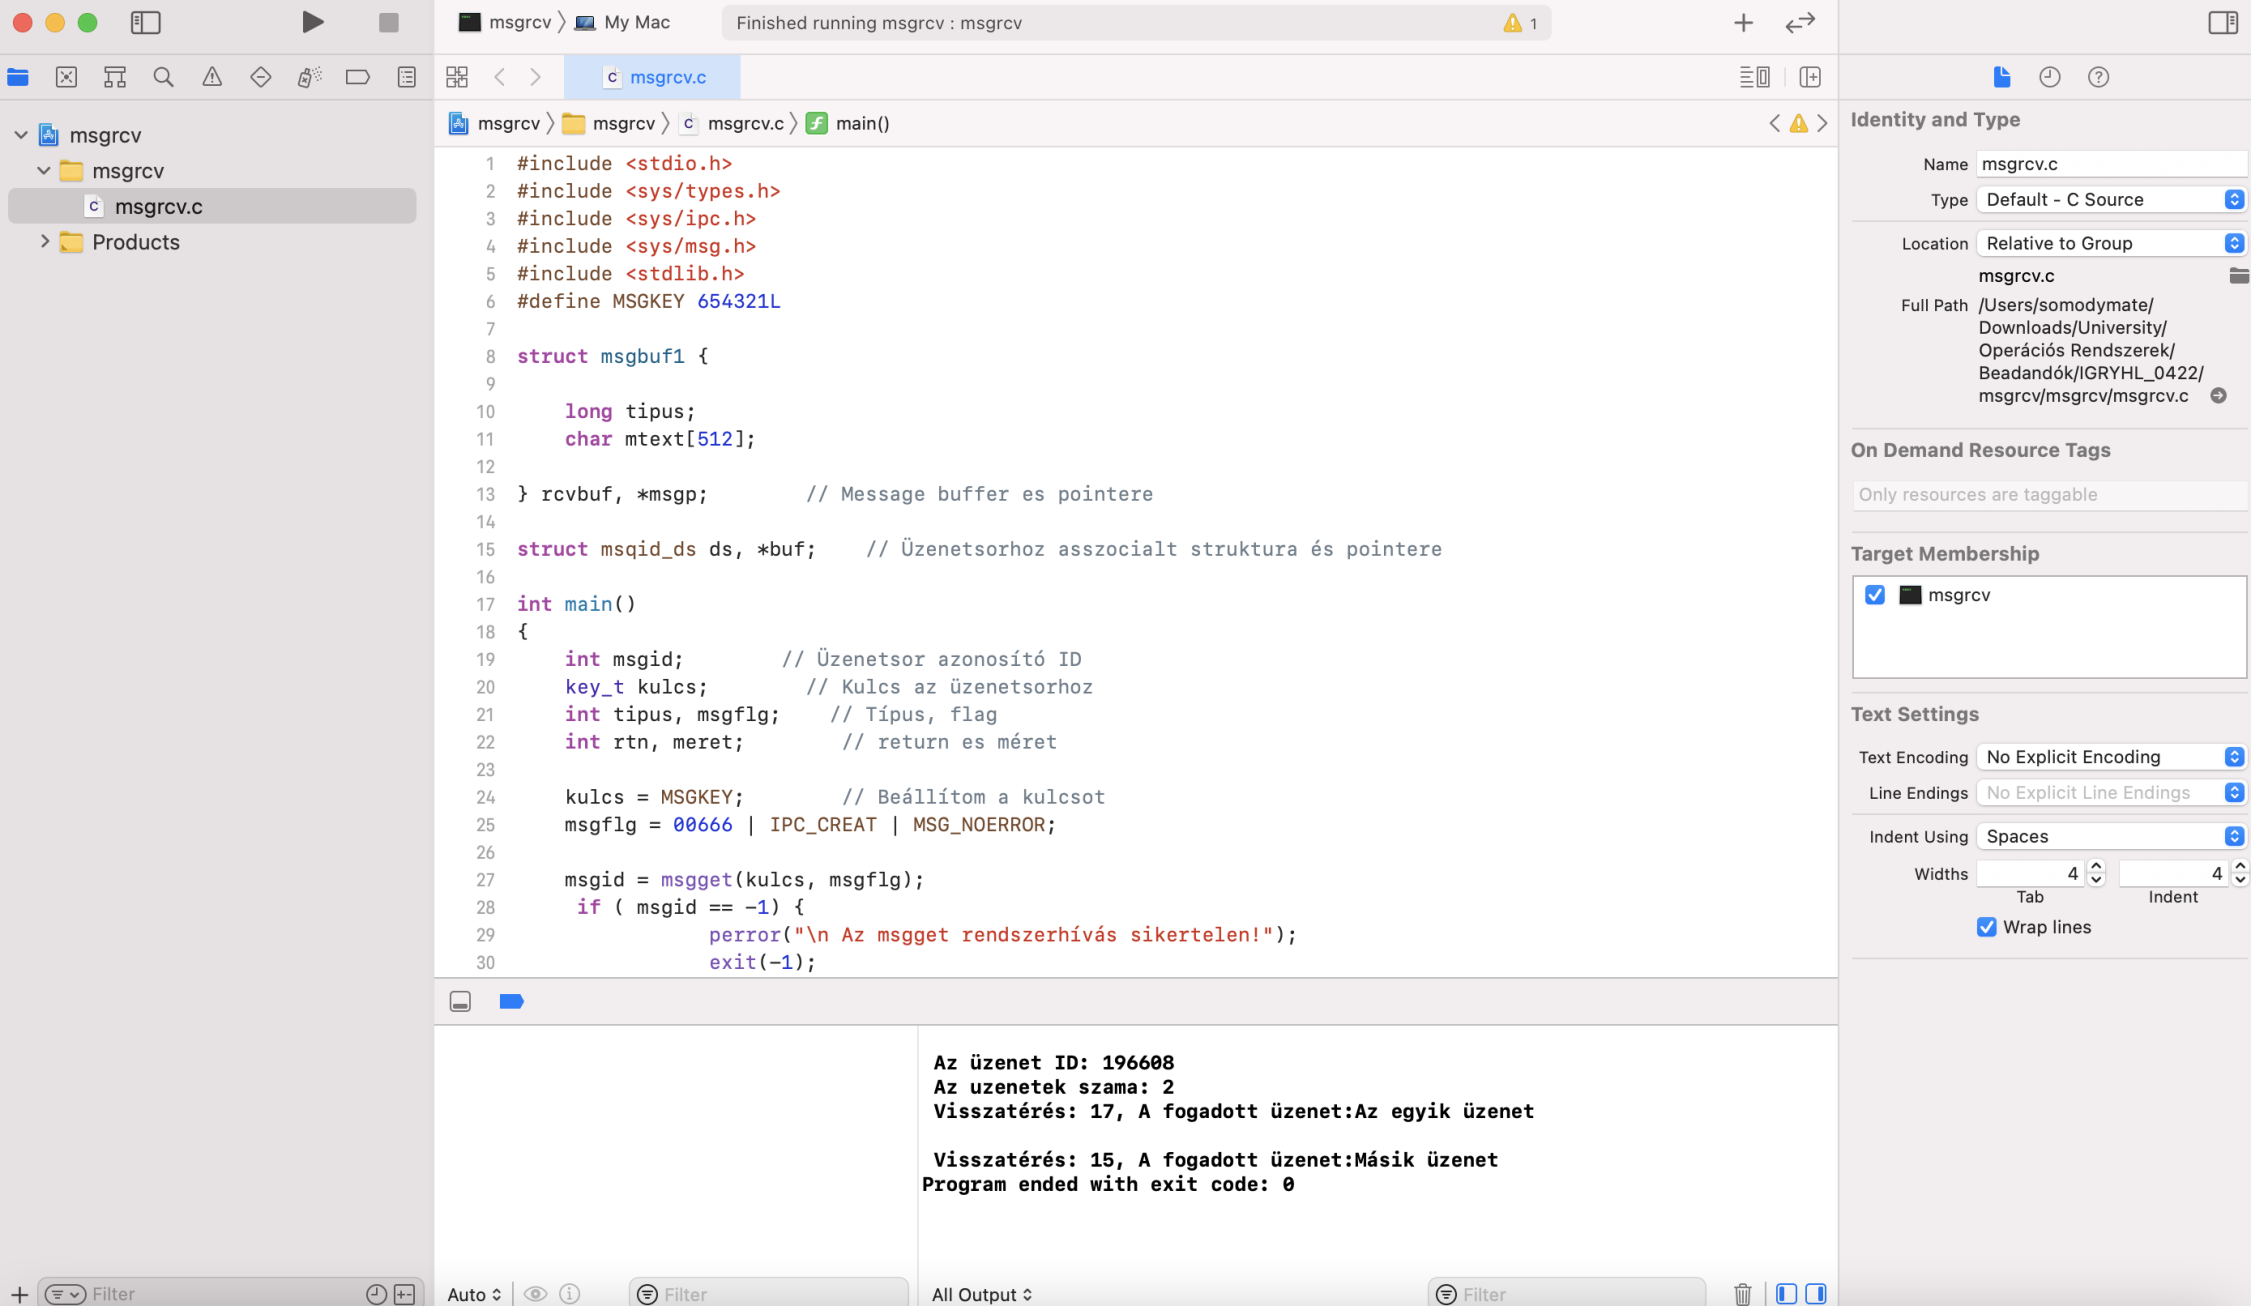 msgrcv 〉 My Mac
Finished running msgrcv : msgrcv
1
msgrcv.c
msgrcv
msgrcv
msgrcv.c
Products
msgrcv 〉 msgrcv 〉 msgrcv.c 〉 main()
1 #include <stdio.h>
2 #include <sys/types.h>
3 #include <sys/ipc.h>
4 #include <sys/msg.h>
5 #include <stdlib.h>
6 #define MSGKEY 654321L
7
8 struct msgbuf1 {
9
10 long tipus;
11 char mtext[512];
12
13 } rcvbuf, *msgp; // Message buffer es pointere
14
15 struct msqid_ds ds, *buf; // Üzenetsorhoz asszocialt struktura és pointere
16
17 int main()
18 {
19 int msgid; // Üzenetsor azonosító ID
20 key_t kulcs; // Kulcs az üzenetsorhoz
21 int tipus, msgflg; // Típus, flag
22 int rtn, meret; // return es méret
23
24 kulcs = MSGKEY; // Beállítom a kulcsot
25 msgflg = 00666 | IPC_CREAT | MSG_NOERROR;
26
27 msgid = msgget(kulcs, msgflg);
28 if ( msgid == -1) {
29 perror("\n Az msgget rendszerhívás sikertelen!");
30 exit(-1);
Az üzenet ID: 196608
Az uzenetek szama: 2
Visszatérés: 17, A fogadott üzenet:Az egyik üzenet
Visszatérés: 15, A fogadott üzenet:Másik üzenet
Program ended with exit code: 0
Filter
Auto
Filter
All Output
Filter
Identity and Type
Name msgrcv.c
Type Default - C Source
Location Relative to Group
msgrcv.c
Full Path /Users/somodymate/
Downloads/University/
Operációs Rendszerek/
Beadandók/IGRYHL_0422/
msgrcv/msgrcv/msgrcv.c
On Demand Resource Tags
Only resources are taggable
Target Membership
msgrcv
Text Settings
Text Encoding No Explicit Encoding
Line Endings No Explicit Line Endings
Indent Using Spaces
Widths 4 4
Tab Indent
Wrap lines